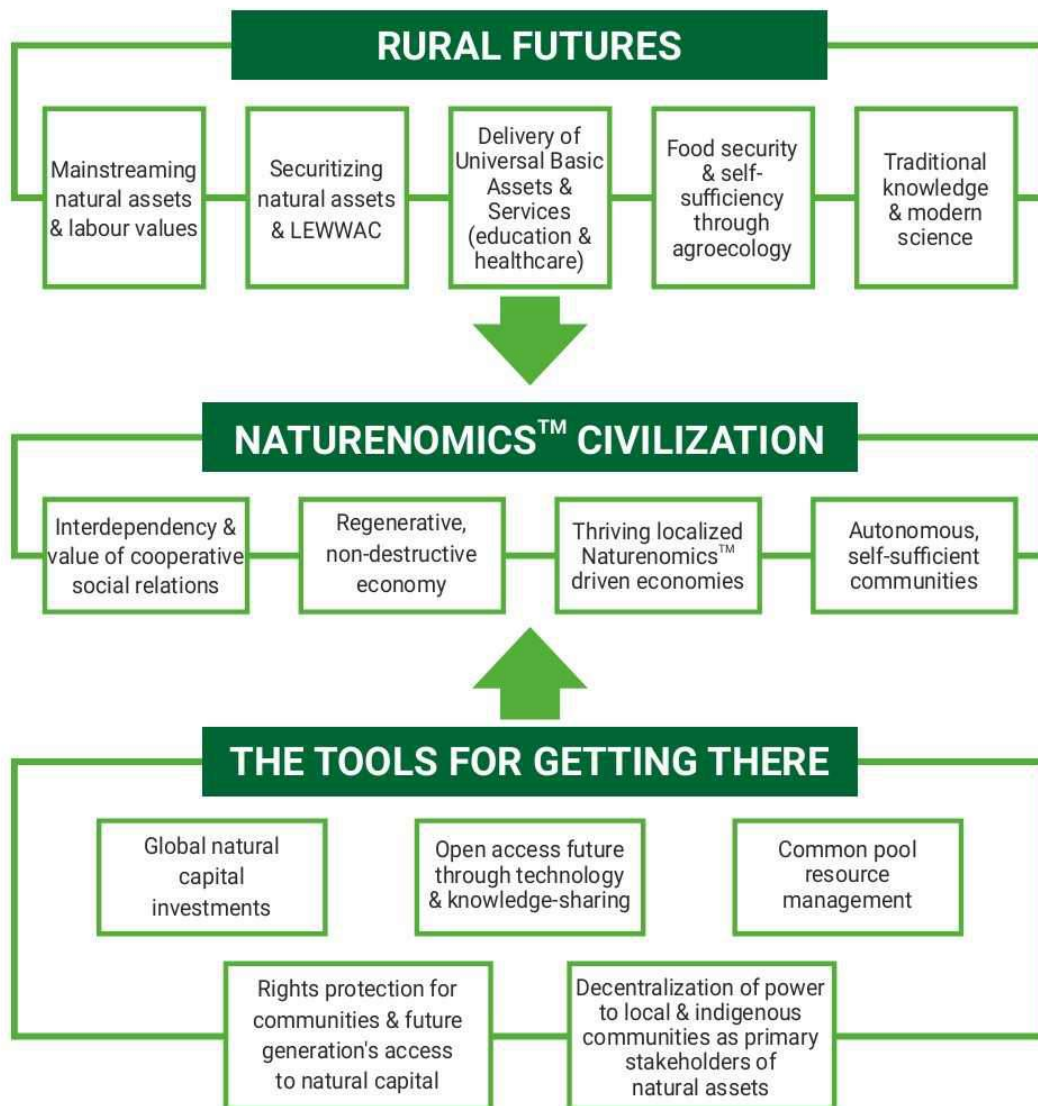 RURAL FUTURES
Mainstreaming
natural assets
& labour values
Securitizing
natural assets
& LEWWAC
Delivery of
Universal Basic
Assets &
Services
(education &
healthcare)
Food security
& self-
sufficiency
through
agroecology
Traditional
knowledge
& modern
science
NATURENOMICS™ CIVILIZATION
Interdependency &
value of cooperative
social relations
Regenerative,
non-destructive
economy
Thriving localized
Naturenomics™
driven economies
Autonomous,
self-sufficient
communities
THE TOOLS FOR GETTING THERE
Global natural
capital
investments
Open access future
through technology
& knowledge-sharing
Common pool
resource
management
Rights protection for
communities & future
generation's access
to natural capital
Decentralization of power
to local & indigenous
communities as primary
stakeholders of
natural assets